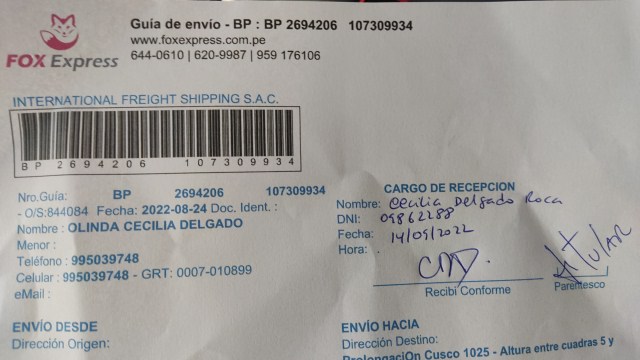 FOX Express
Guía de envío - BP : BP 2694206 107309934
www.foxexpress.com.pe
644-0610 | 620-9987 | 959 176106
INTERNATIONAL FREIGHT SHIPPING S.A.C.
BP 2694206 107309934
Nro.Guía: BP 2694206 107309934
- O/S:844084 Fecha: 2022-08-24 Doc. Ident. :
Nombre : OLINDA CECILIA DELGADO
Menor :
Teléfono : 995039748
Celular : 995039748 - GRT: 0007-010899
eMail :
CARGO DE RECEPCION
Nombre: Cecilia Delgado Roca
DNI: 09862288
Fecha: 14/09/2022
Hora: .
Recibí Conforme
titular
Parentesco
ENVÍO DESDE
Dirección Origen:
ENVÍO HACIA
Dirección Destino:
ProlongaciÓn Cusco 1025 - Altura entre cuadras 5 y